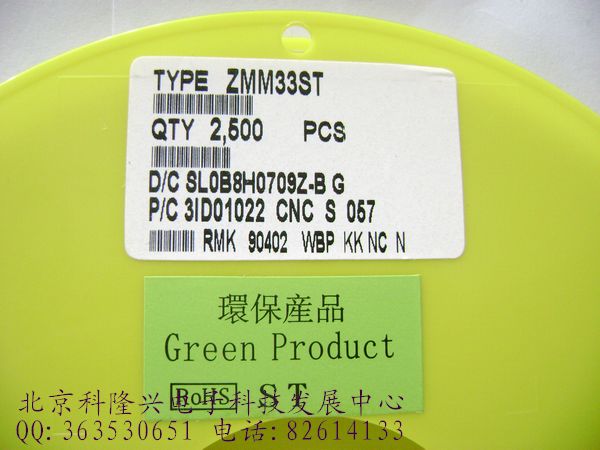 TYPE ZMM33ST
QTY 2,500 PCS
D/C SL0B8H0709Z-B G
P/C 3ID01022 CNC S 057
RMK 90402 WBP KK NC N
環保産品
Green Product
RoHS ST
北京科隆兴电子科技发展中心
QQ:363530651 电话:82614133